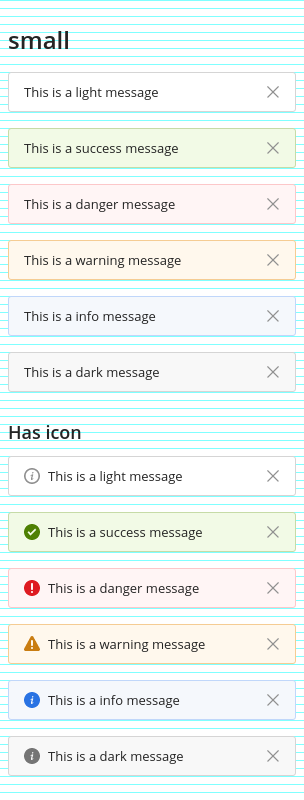 small
This is a light message
This is a success message
This is a danger message
This is a warning message
This is a info message
This is a dark message
Has icon
This is a light message
This is a success message
This is a danger message
This is a warning message
This is a info message
This is a dark message